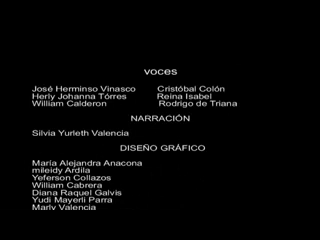 voces
José Herminso Vinasco Cristóbal Colón
Herly Johanna Tórres Reina Isabel
William Calderon Rodrigo de Triana
NARRACIÓN
Silvia Yurleth Valencia
DISEÑO GRÁFICO
María Alejandra Anacona
mileidy Ardila
Yeferson Collazos
William Cabrera
Diana Raquel Galvis
Yudi Mayerli Parra
Marly Valencia